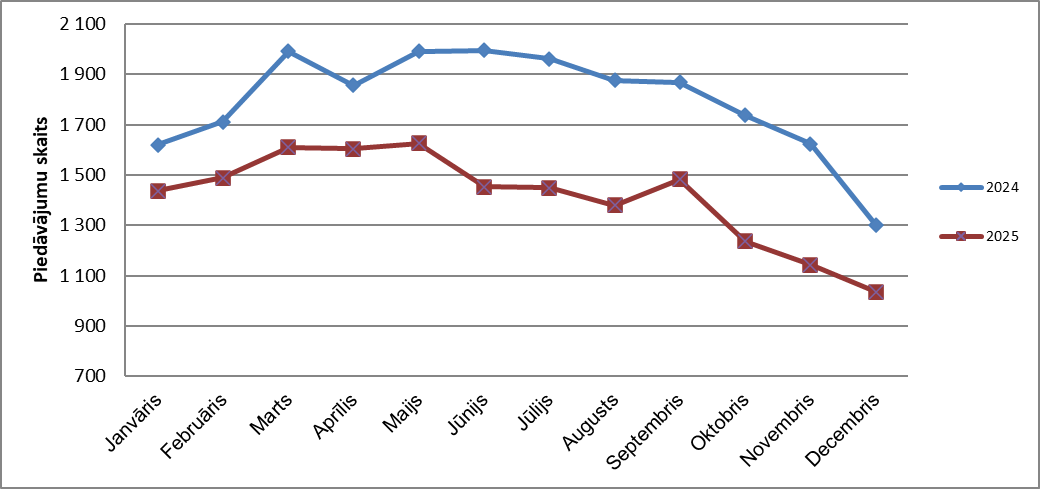 2 100
1 900
1 700
1 500
1 300
1 100
900
700
Piedāvājumu skaits
Janvāris
Februāris
Marts
Aprīlis
Maijs
Jūnijs
Jūlijs
Augusts
Septembris
Oktobris
Novembris
Decembris
2024
2025